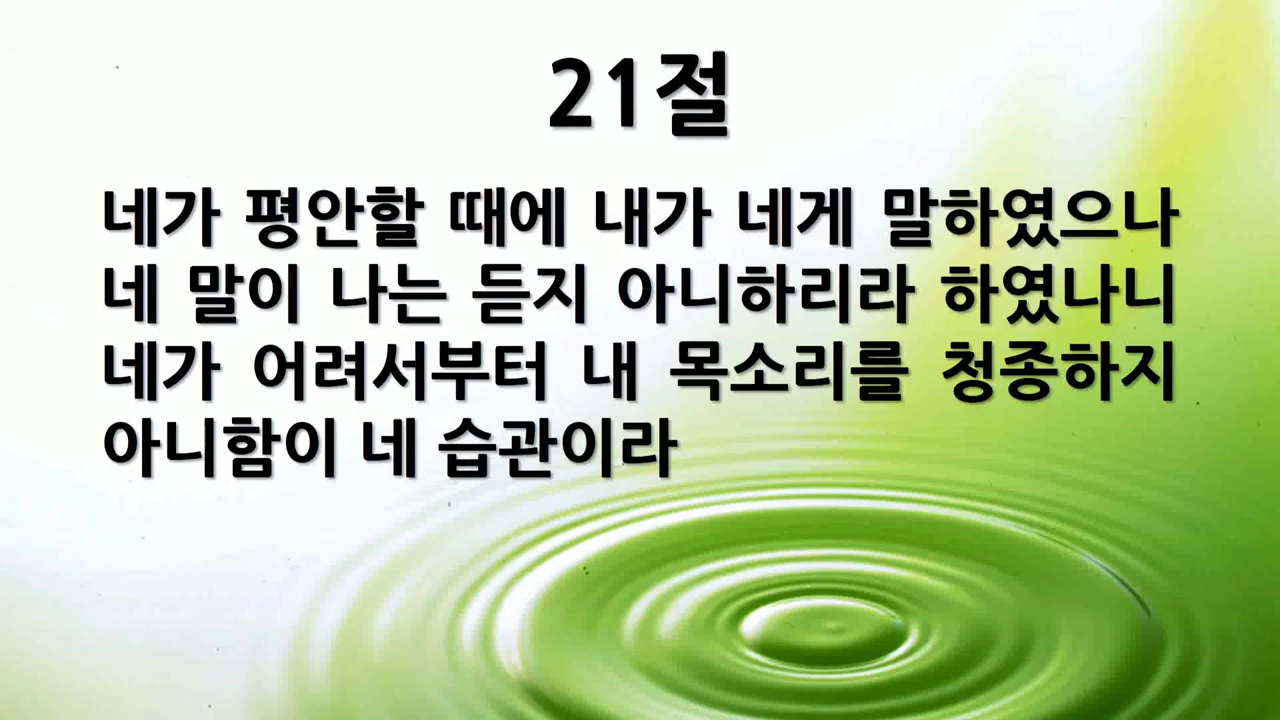 21절
네가 평안할 때에 내가 네게 말하였으나
네 말이 나는 듣지 아니하리라 하였나니
네가 어려서부터 내 목소리를 청종하지
아니함이 네 습관이라